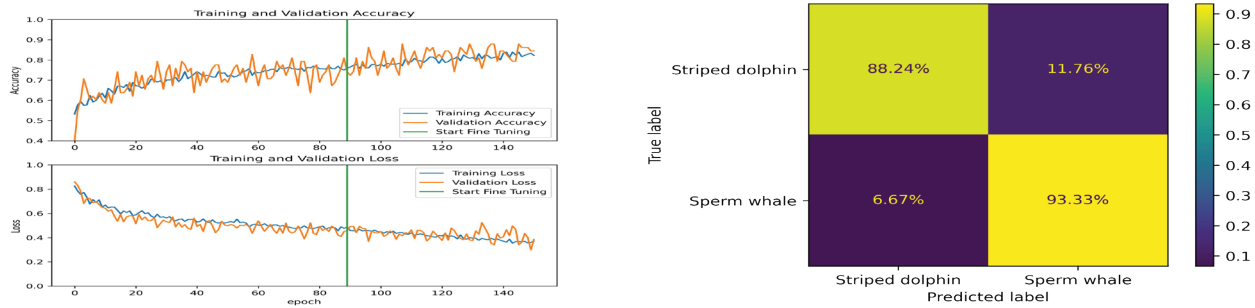 Training and Validation Accuracy
1.0
0.9
0.8
0.7
0.6
0.5
0.4
Accuracy
Training Accuracy
Validation Accuracy
Start Fine Tuning
0 20 40 60 80 100 120 140
Training and Validation Loss
1.0
0.8
0.6
0.4
0.2
0.0
Loss
Training Loss
Validation Loss
Start Fine Tuning
0 20 40 60 80 100 120 140
epoch
True label
Striped dolphin
88.24% 11.76%
Sperm whale
6.67% 93.33%
Striped dolphin Sperm whale
Predicted label
0.9
0.8
0.7
0.6
0.5
0.4
0.3
0.2
0.1